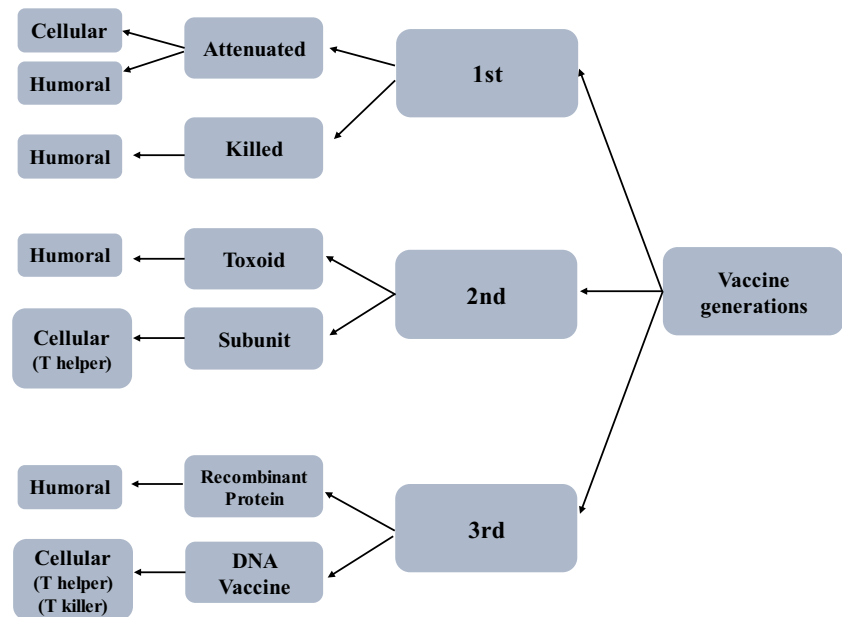 Cellular
Attenuated
1st
Humoral
Killed
Humoral
Humoral
Toxoid
2nd
Vaccine
generations
Cellular
(T helper)
Subunit
Humoral
Recombinant
Protein
3rd
Cellular
(T helper)
(T killer)
DNA
Vaccine